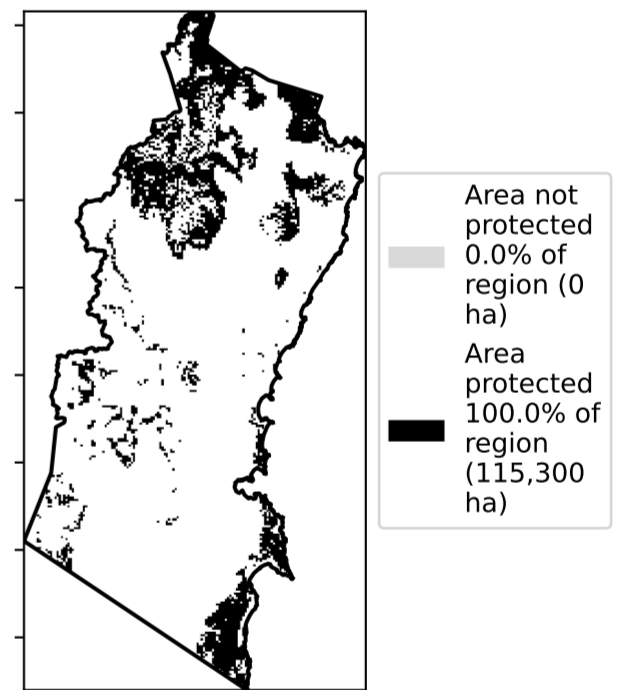 Area not
protected
0.0% of
region (0
ha)
Area
protected
100.0% of
region
(115,300
ha)